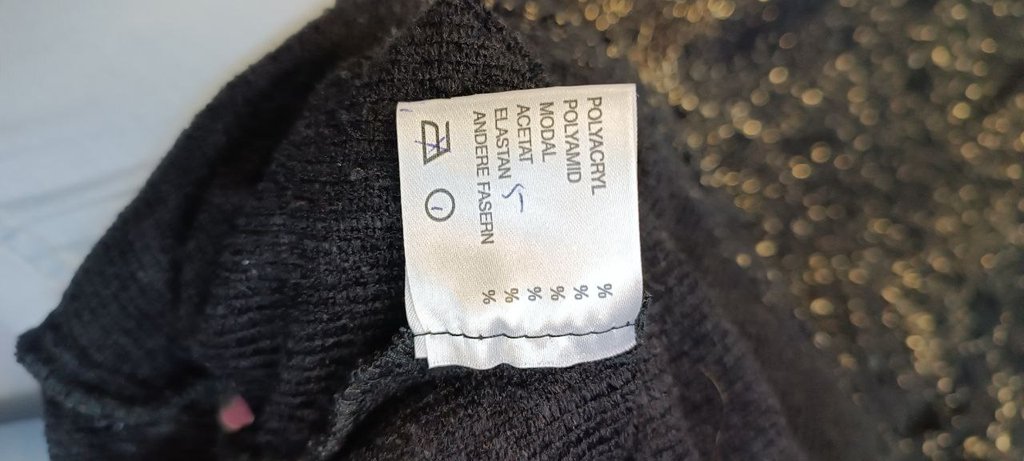 POLYACRYL %
POLYAMID %
MODAL %
ACETAT %
ELASTAN 5 %
ANDERE FASERN %